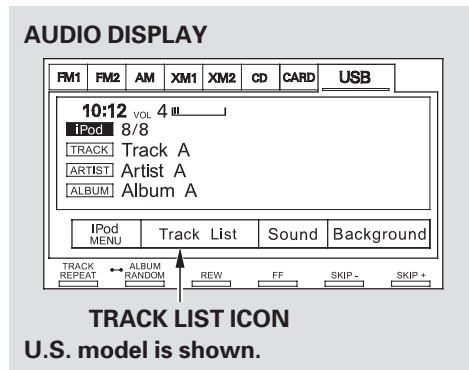 AUDIO DISPLAY
FM1 FM2 AM XM1 XM2 CD CARD USB
10:12 VOL 4
iPod 8/8
TRACK Track A
ARTIST Artist A
ALBUM Album A
iPod MENU Track List Sound Background
TRACK REPEAT ALBUM RANDOM REW FF SKIP - SKIP +
TRACK LIST ICON
U.S. model is shown.